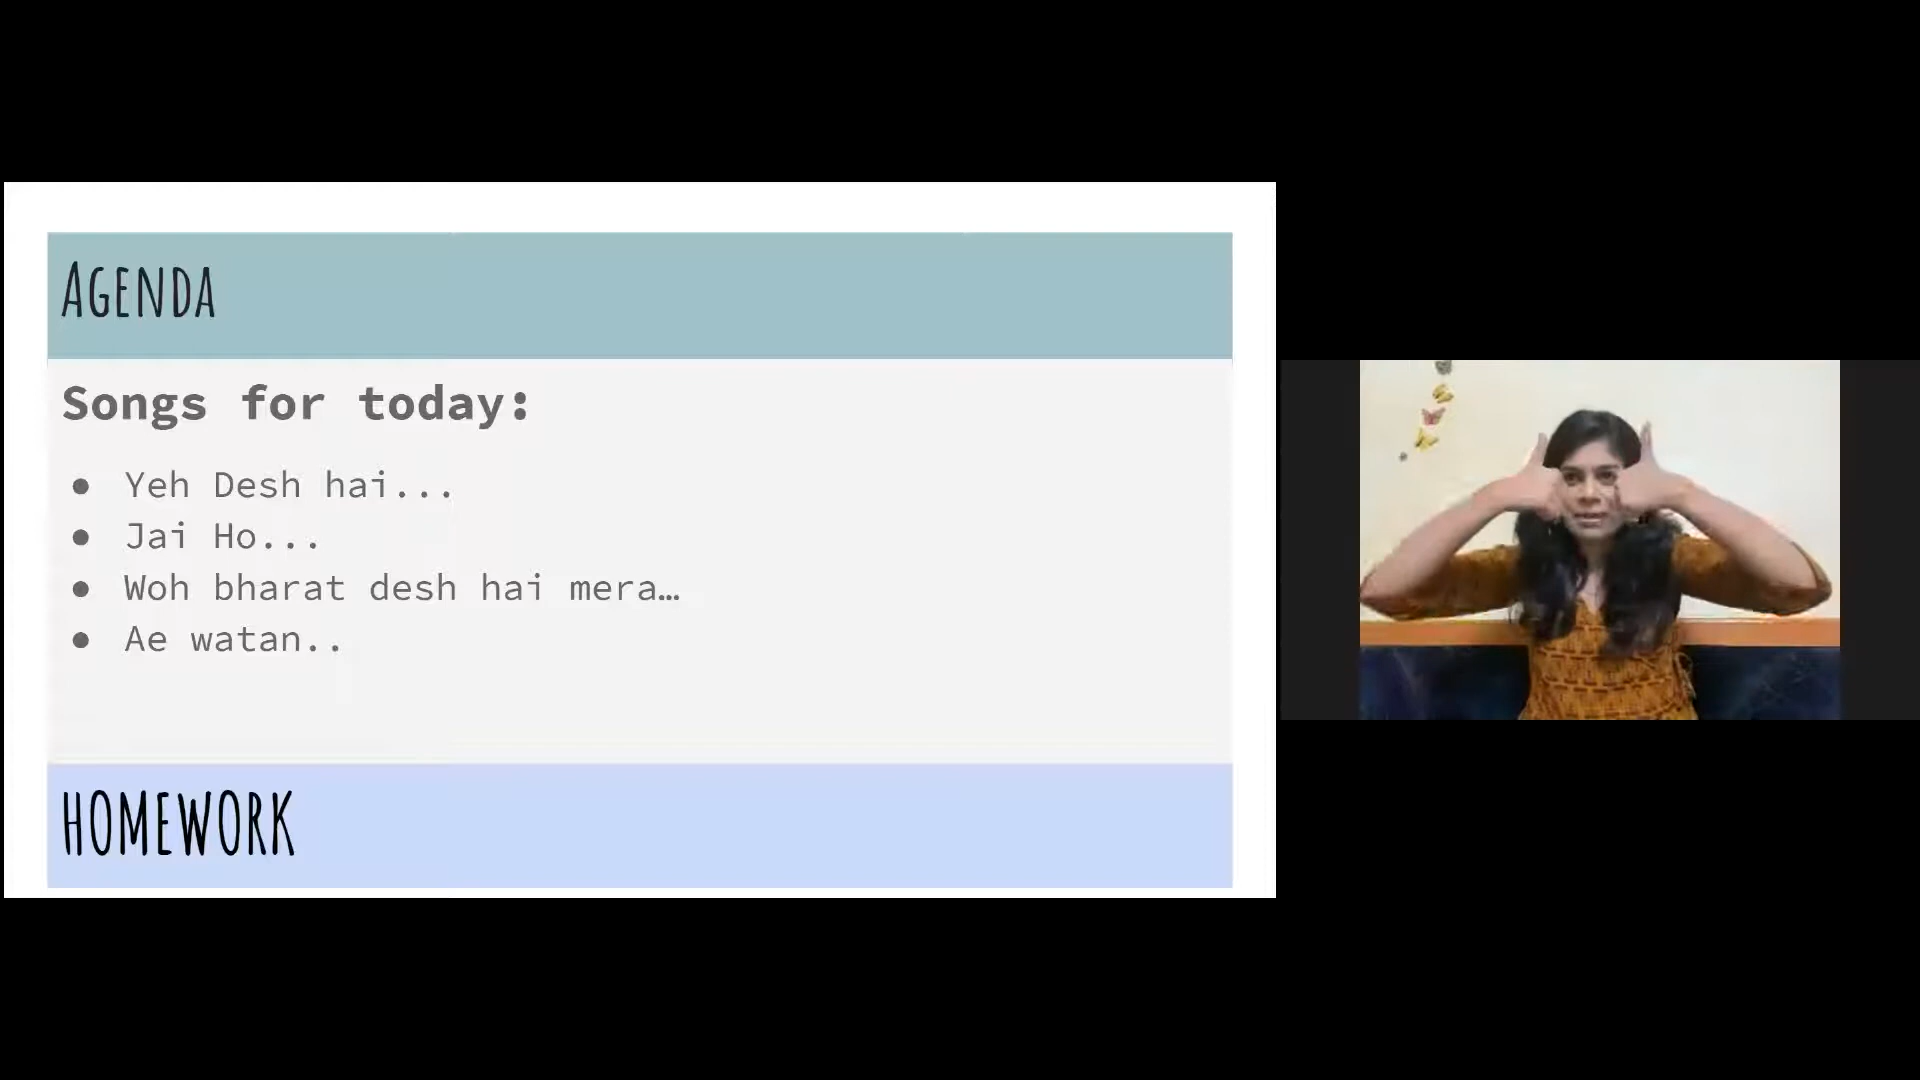 AGENDA
Songs for today:
● Yeh Desh hai...
● Jai Ho...
● Woh bharat desh hai mera…
● Ae watan..
HOMEWORK